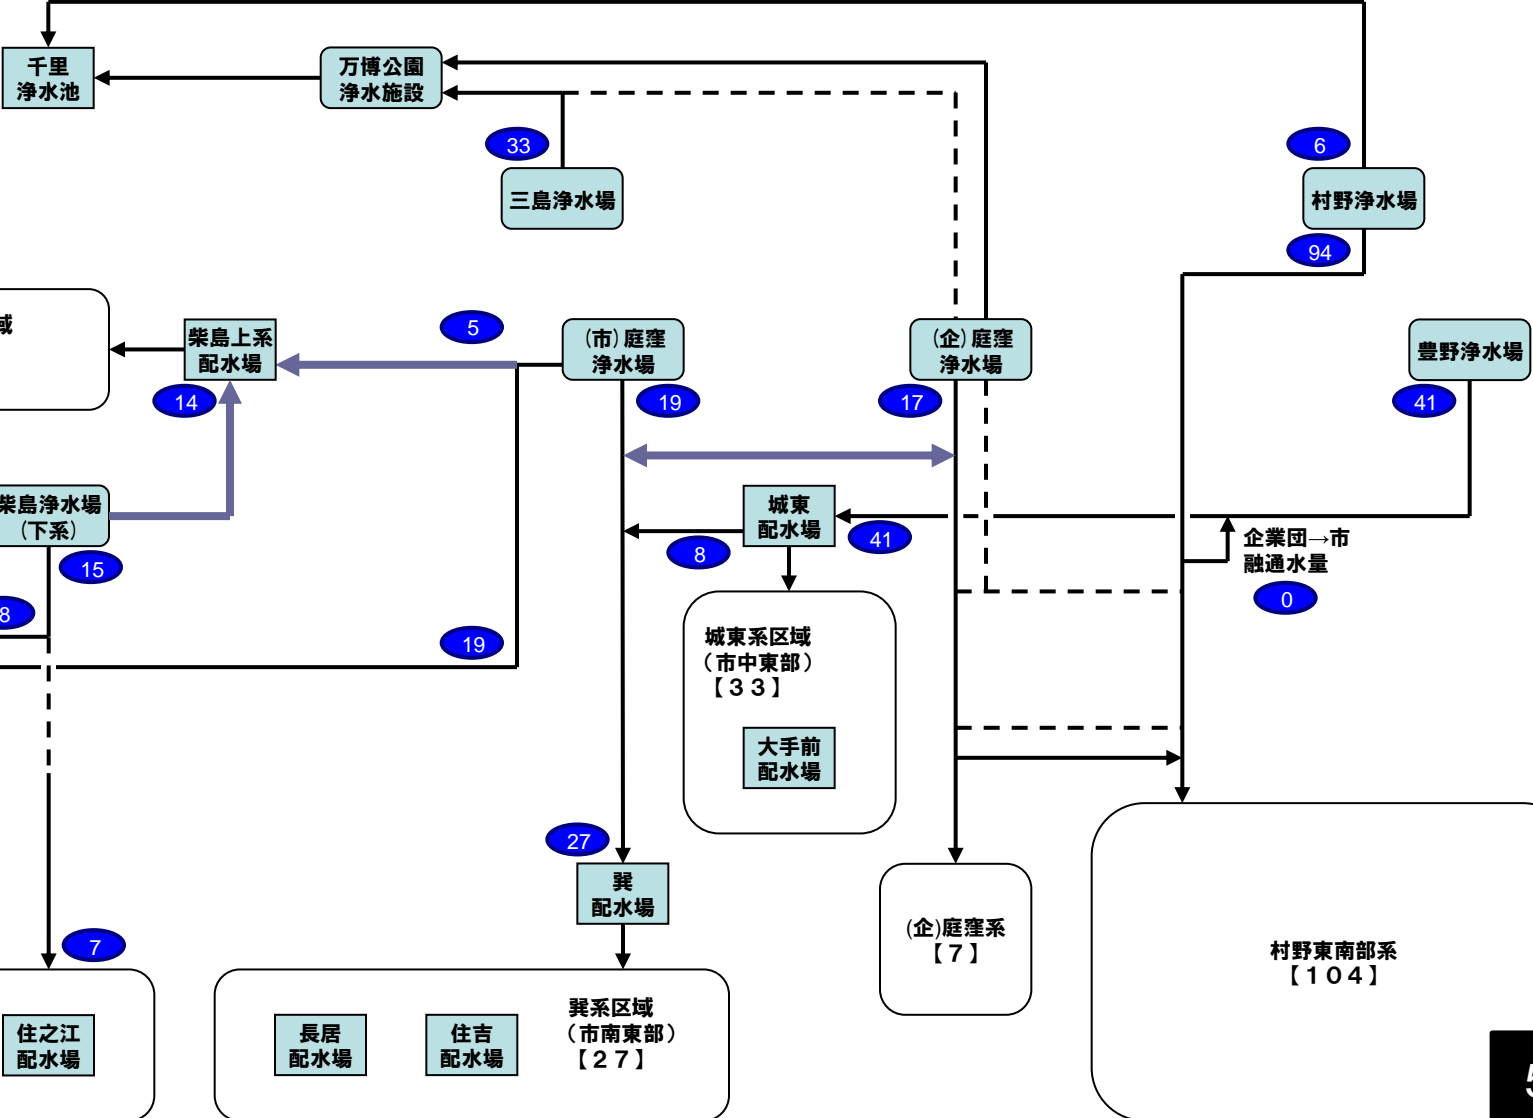 千里
浄水池
万博公園
浄水施設
33
三島浄水場
6
村野浄水場
94
域
柴島上系
配水場
14
5
(市)庭窪
浄水場
19
(企)庭窪
浄水場
17
豊野浄水場
41
柴島浄水場
(下系)
15
8
19
城東
配水場
8
41
企業団→市
融通水量
0
城東系区域
(市中東部)
【33】
大手前
配水場
27
巽
配水場
7
住之江
配水場
長居
配水場
住吉
配水場
巽系区域
(市南東部)
【27】
(企)庭窪系
【7】
村野東南部系
【104】